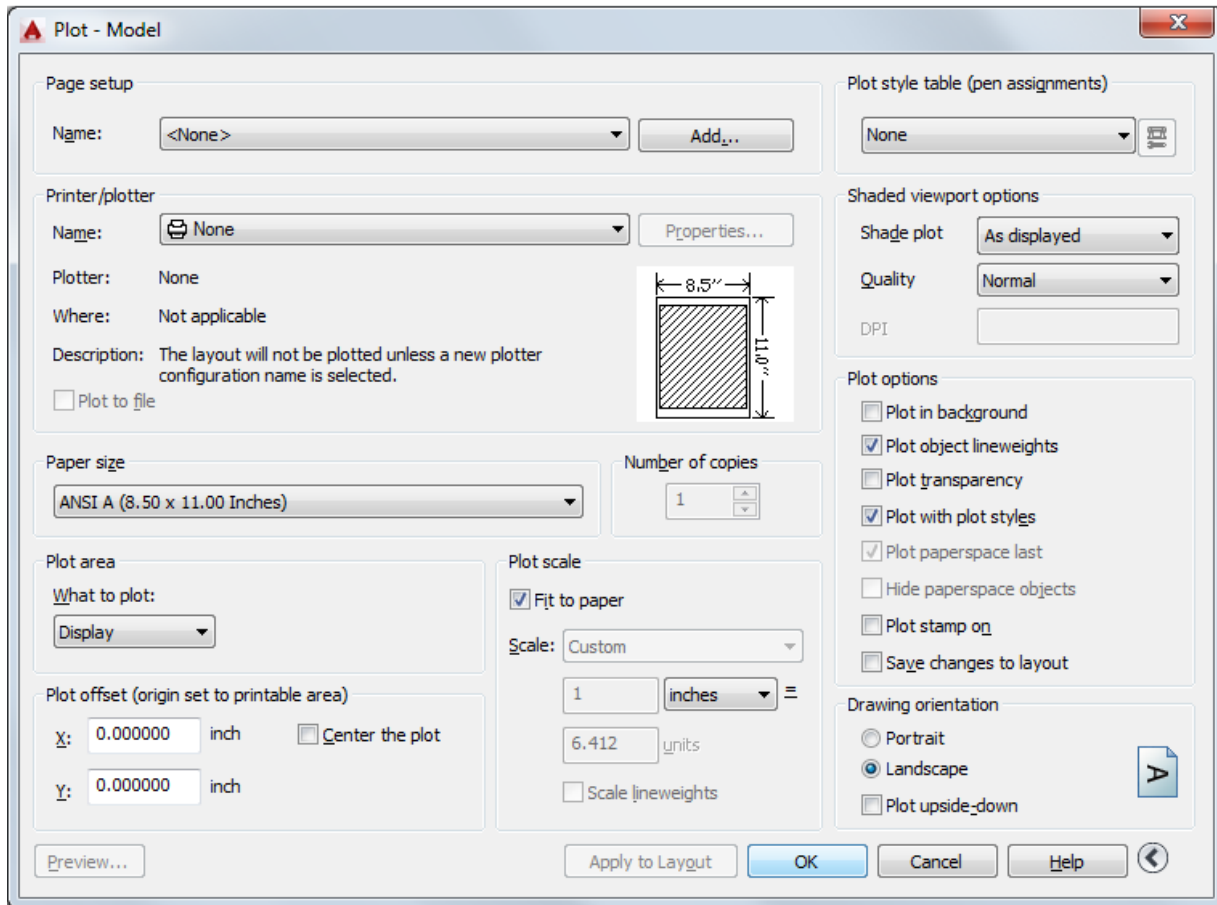 Plot - Model
Page setup
Name: <None> Add...
Printer/plotter
Name: None Properties...
Plotter: None
Where: Not applicable
Description: The layout will not be plotted unless a new plotter
configuration name is selected.
Plot to file
8.5″
11.0″
Paper size
ANSI A (8.50 x 11.00 Inches)
Number of copies
1
Plot area
What to plot:
Display
Plot offset (origin set to printable area)
X: 0.000000 inch Center the plot
Y: 0.000000 inch
Plot scale
Fit to paper
Scale: Custom
1 inches =
6.412 units
Scale lineweights
Plot style table (pen assignments)
None
Shaded viewport options
Shade plot As displayed
Quality Normal
DPI
Plot options
Plot in background
Plot object lineweights
Plot transparency
Plot with plot styles
Plot paperspace last
Hide paperspace objects
Plot stamp on
Save changes to layout
Drawing orientation
Portrait
Landscape
Plot upside-down
A
Preview... Apply to Layout OK Cancel Help